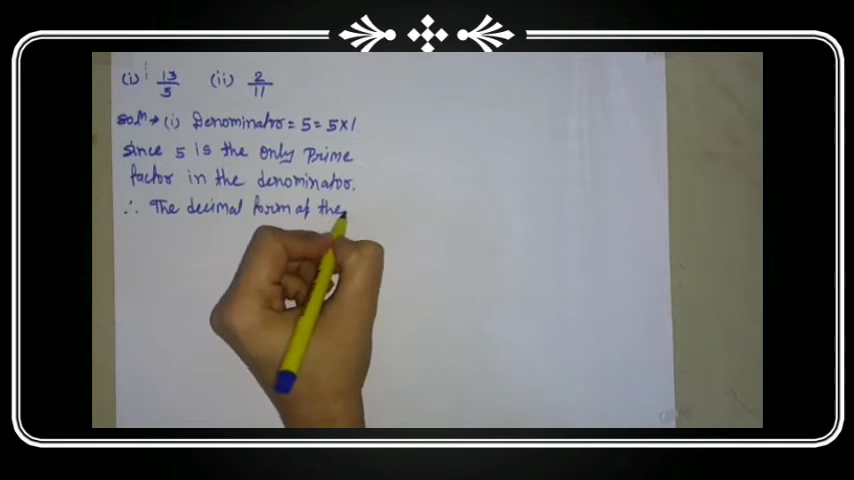 (i) 13/5 (ii) 2/11
Solⁿ → (i) Denominator = 5 = 5×1
since 5 is the only Prime
factor in the denominator.
∴ The decimal form of the